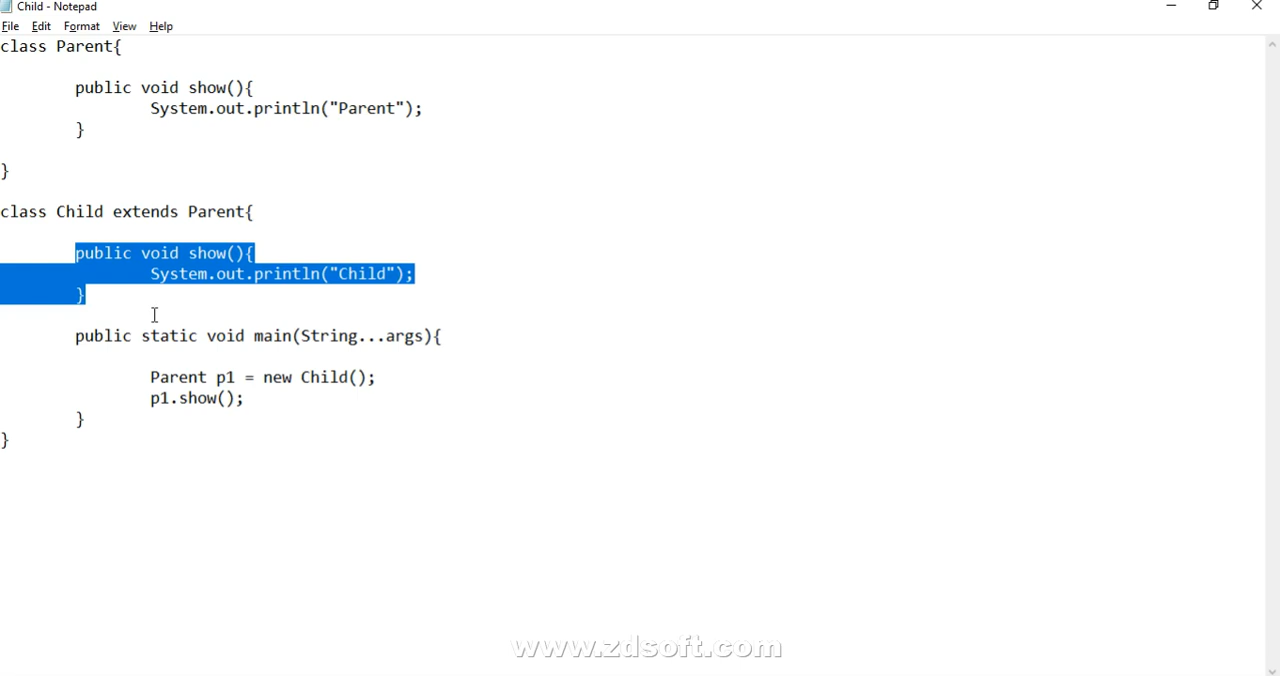 Child - Notepad
File Edit Format View Help
class Parent{
public void show(){
System.out.println("Parent");
}
}
class Child extends Parent{
public void show(){
System.out.println("Child");
}
public static void main(String...args){
Parent p1 = new Child();
p1.show();
}
}
www.zdsoft.com